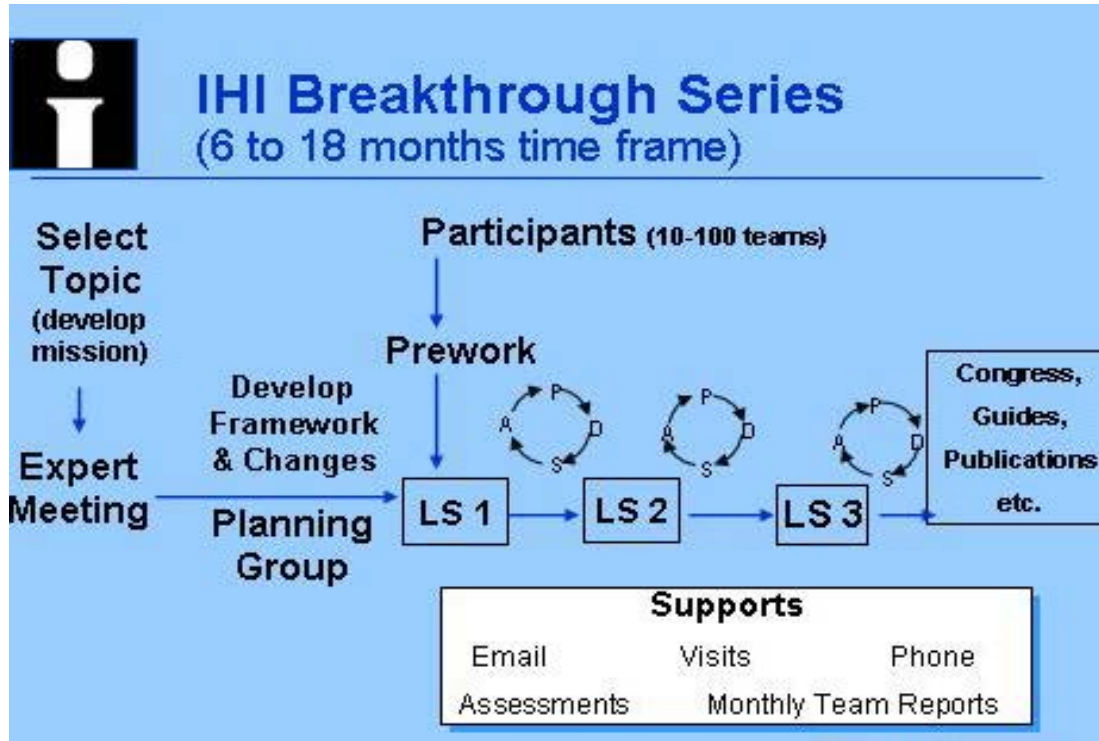 IHI Breakthrough Series
(6 to 18 months time frame)
Select
Topic
(develop
mission)
Expert
Meeting
Participants (10-100 teams)
Prework
Develop
Framework
& Changes
Planning
Group
LS 1
P
D
S
A
LS 2
P
D
S
A
LS 3
P
D
S
A
Congress,
Guides,
Publications
etc.
Supports
Email Visits Phone
Assessments Monthly Team Reports